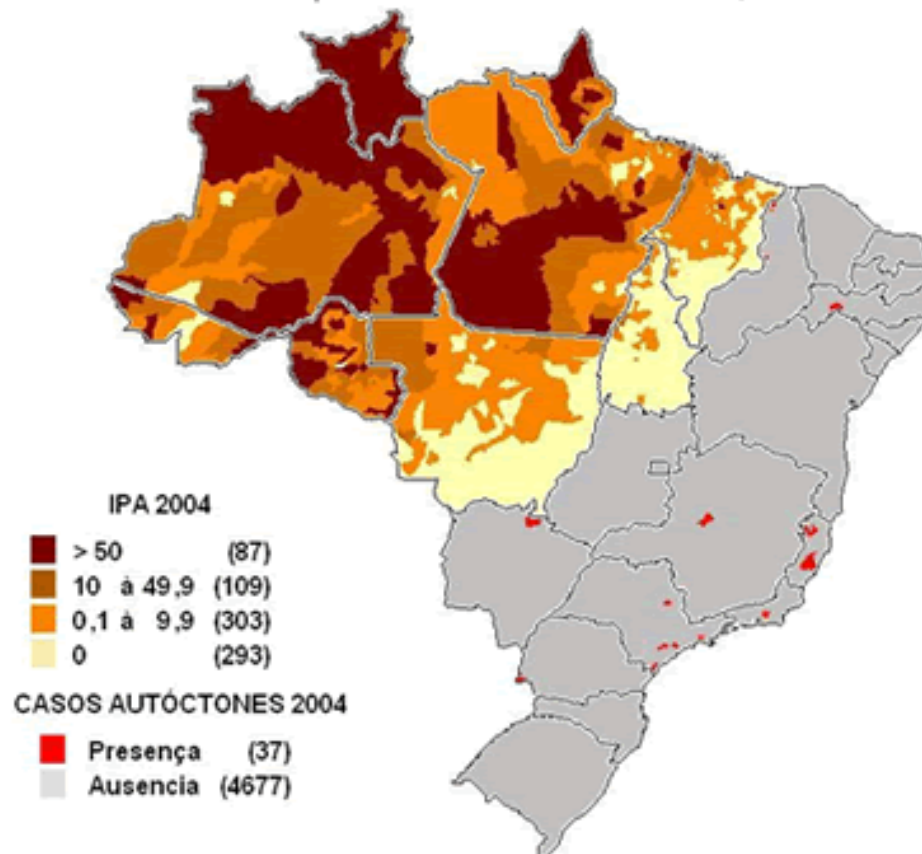 IPA 2004
> 50 (87)
10 à 49,9 (109)
0,1 à 9,9 (303)
0 (293)
CASOS AUTÓCTONES 2004
Presença (37)
Ausencia (4677)